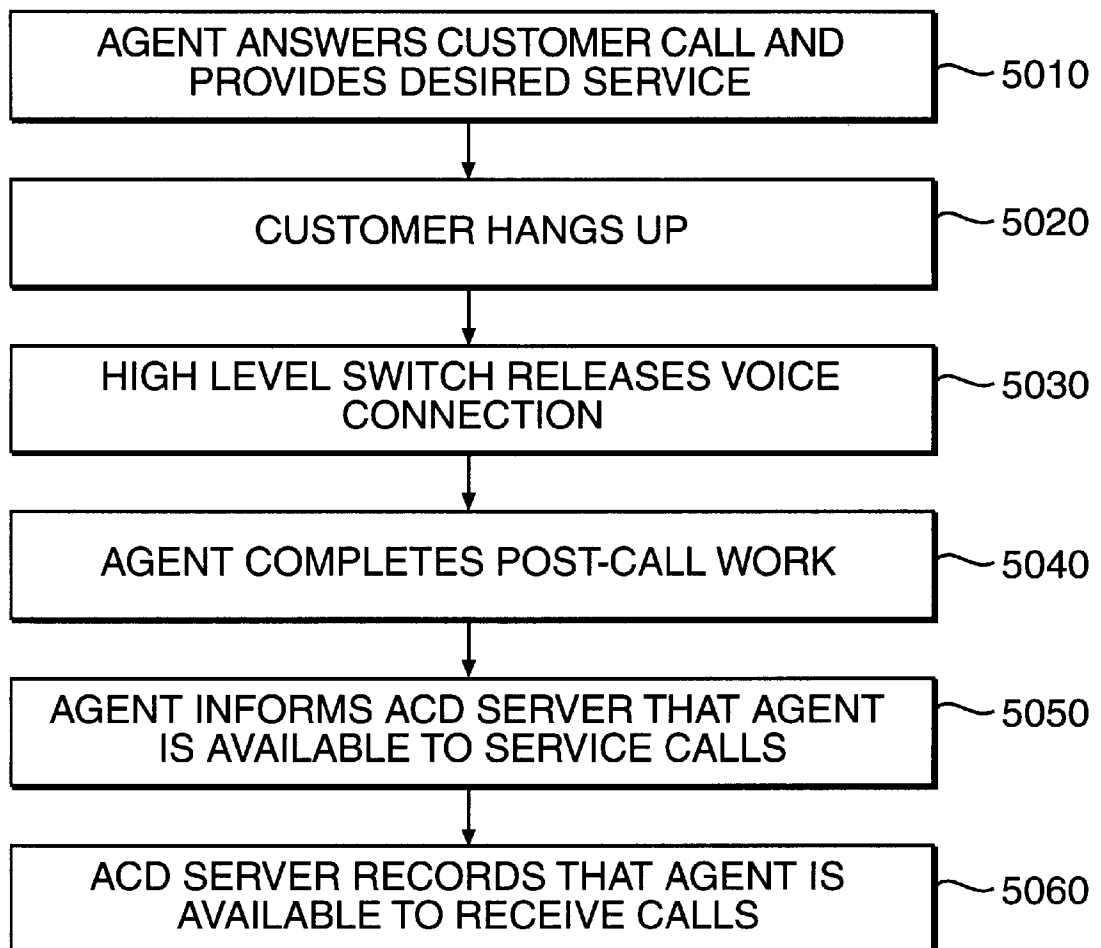 AGENT ANSWERS CUSTOMER CALL AND
PROVIDES DESIRED SERVICE
5010
CUSTOMER HANGS UP
5020
HIGH LEVEL SWITCH RELEASES VOICE
CONNECTION
5030
AGENT COMPLETES POST-CALL WORK
5040
AGENT INFORMS ACD SERVER THAT AGENT
IS AVAILABLE TO SERVICE CALLS
5050
ACD SERVER RECORDS THAT AGENT IS
AVAILABLE TO RECEIVE CALLS
5060